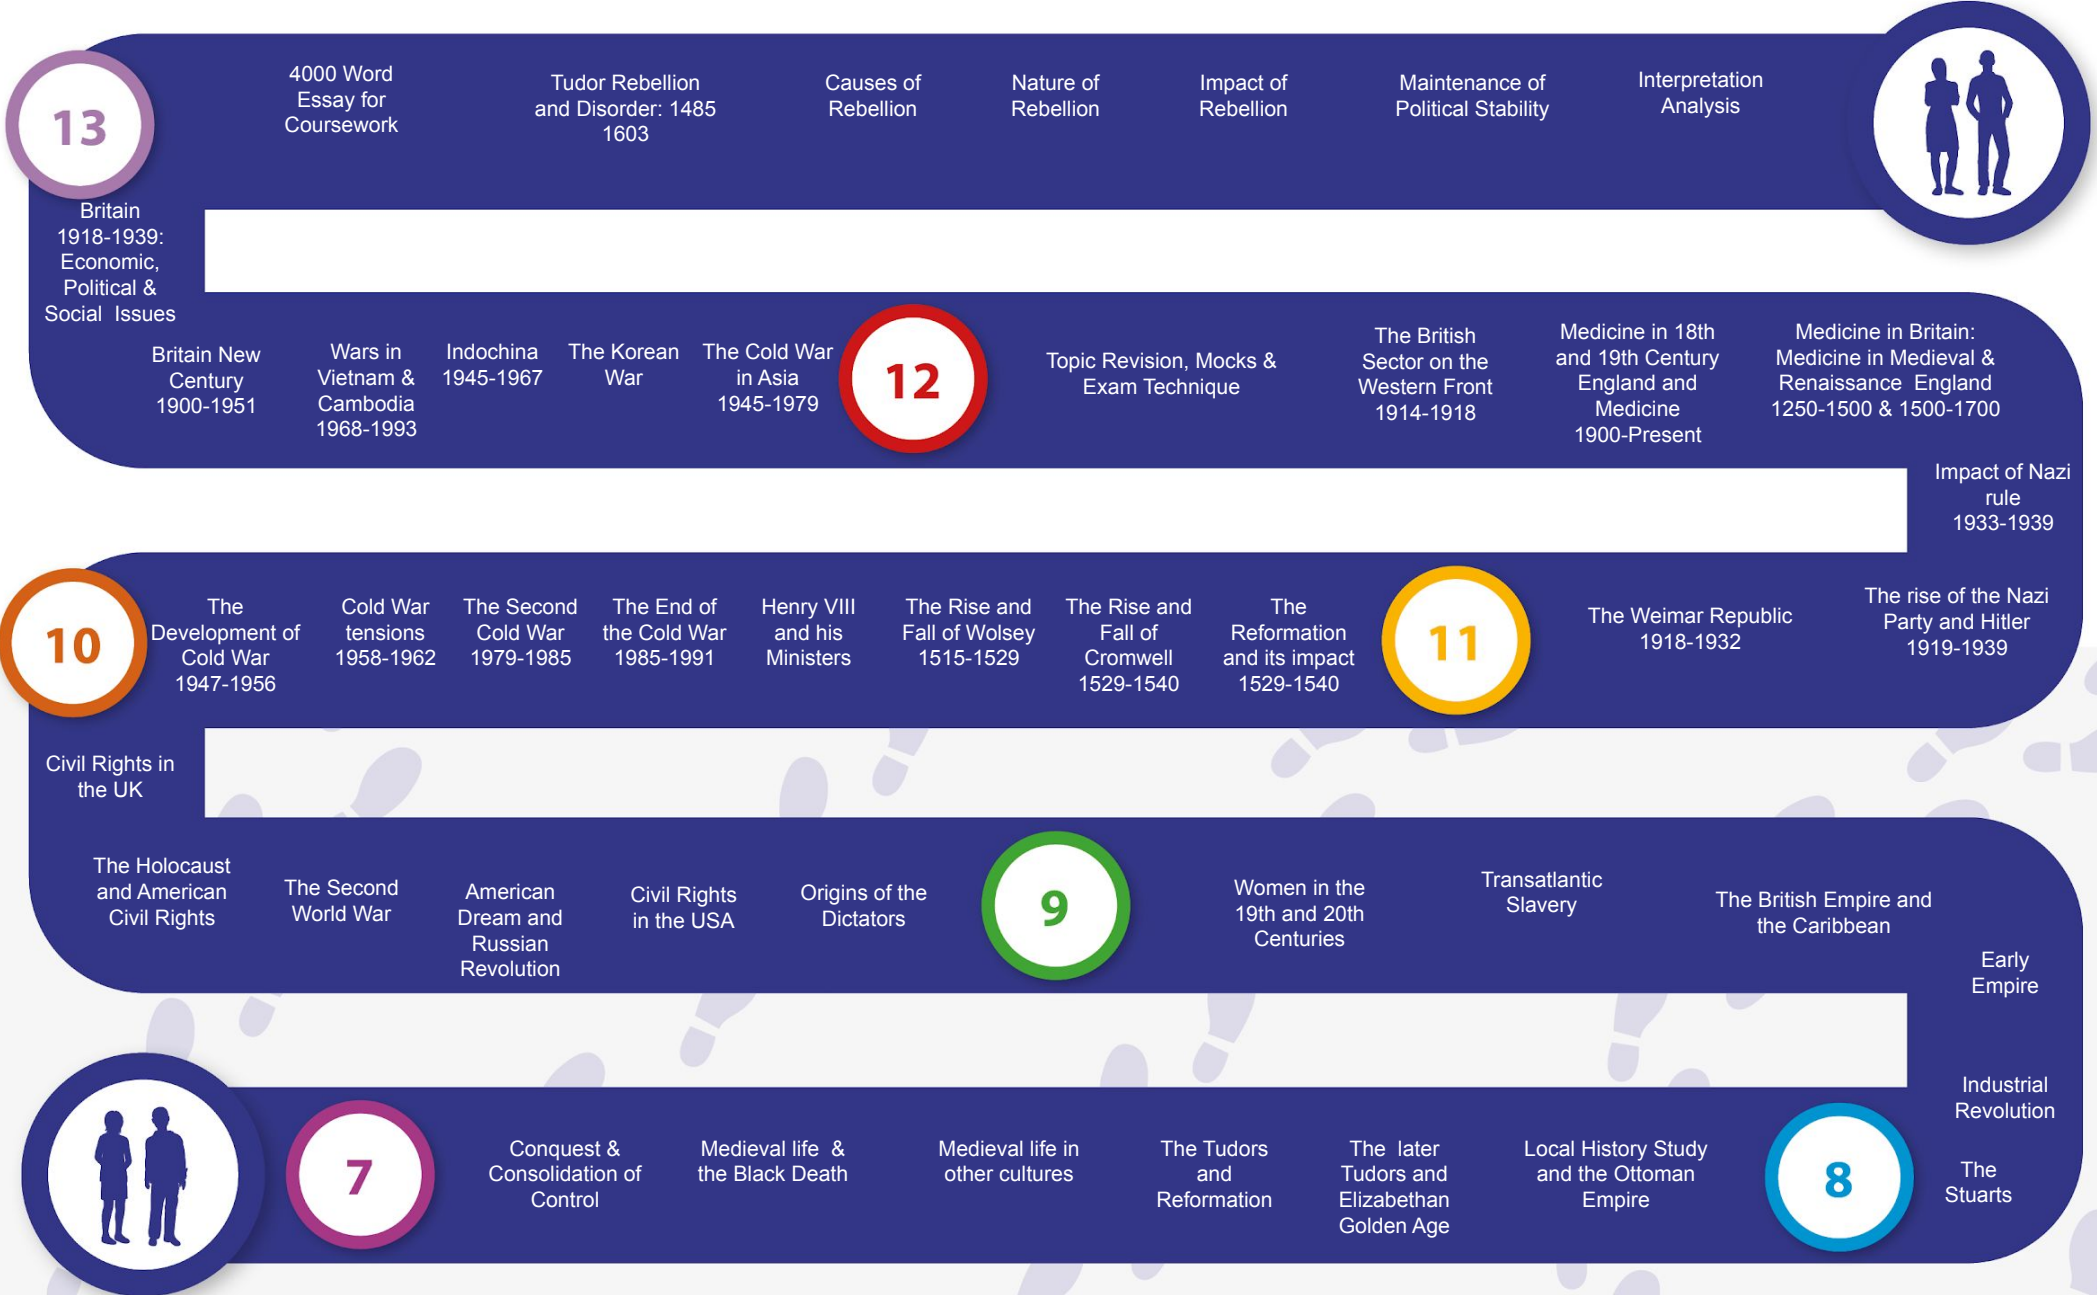 13
4000 Word
Essay for
Coursework
Tudor Rebellion
and Disorder: 1485
1603
Causes of
Rebellion
Nature of
Rebellion
Impact of
Rebellion
Maintenance of
Political Stability
Interpretation
Analysis
Britain
1918-1939:
Economic,
Political &
Social Issues
Britain New
Century
1900-1951
Wars in
Vietnam &
Cambodia
1968-1993
Indochina
1945-1967
The Korean
War
The Cold War
in Asia
1945-1979
12
Topic Revision, Mocks &
Exam Technique
The British
Sector on the
Western Front
1914-1918
Medicine in 18th
and 19th Century
England and
Medicine
1900-Present
Medicine in Britain:
Medicine in Medieval &
Renaissance England
1250-1500 & 1500-1700
Impact of Nazi
rule
1933-1939
10
The
Development of
Cold War
1947-1956
Cold War
tensions
1958-1962
The Second
Cold War
1979-1985
The End of
the Cold War
1985-1991
Henry VIII
and his
Ministers
The Rise and
Fall of Wolsey
1515-1529
The Rise and
Fall of
Cromwell
1529-1540
The
Reformation
and its impact
1529-1540
11
The Weimar Republic
1918-1932
The rise of the Nazi
Party and Hitler
1919-1939
Civil Rights in
the UK
The Holocaust
and American
Civil Rights
The Second
World War
American
Dream and
Russian
Revolution
Civil Rights
in the USA
Origins of the
Dictators
9
Women in the
19th and 20th
Centuries
Transatlantic
Slavery
The British Empire and
the Caribbean
Early
Empire
Industrial
Revolution
7
Conquest &
Consolidation of
Control
Medieval life &
the Black Death
Medieval life in
other cultures
The Tudors
and
Reformation
The later
Tudors and
Elizabethan
Golden Age
Local History Study
and the Ottoman
Empire
8
The
Stuarts